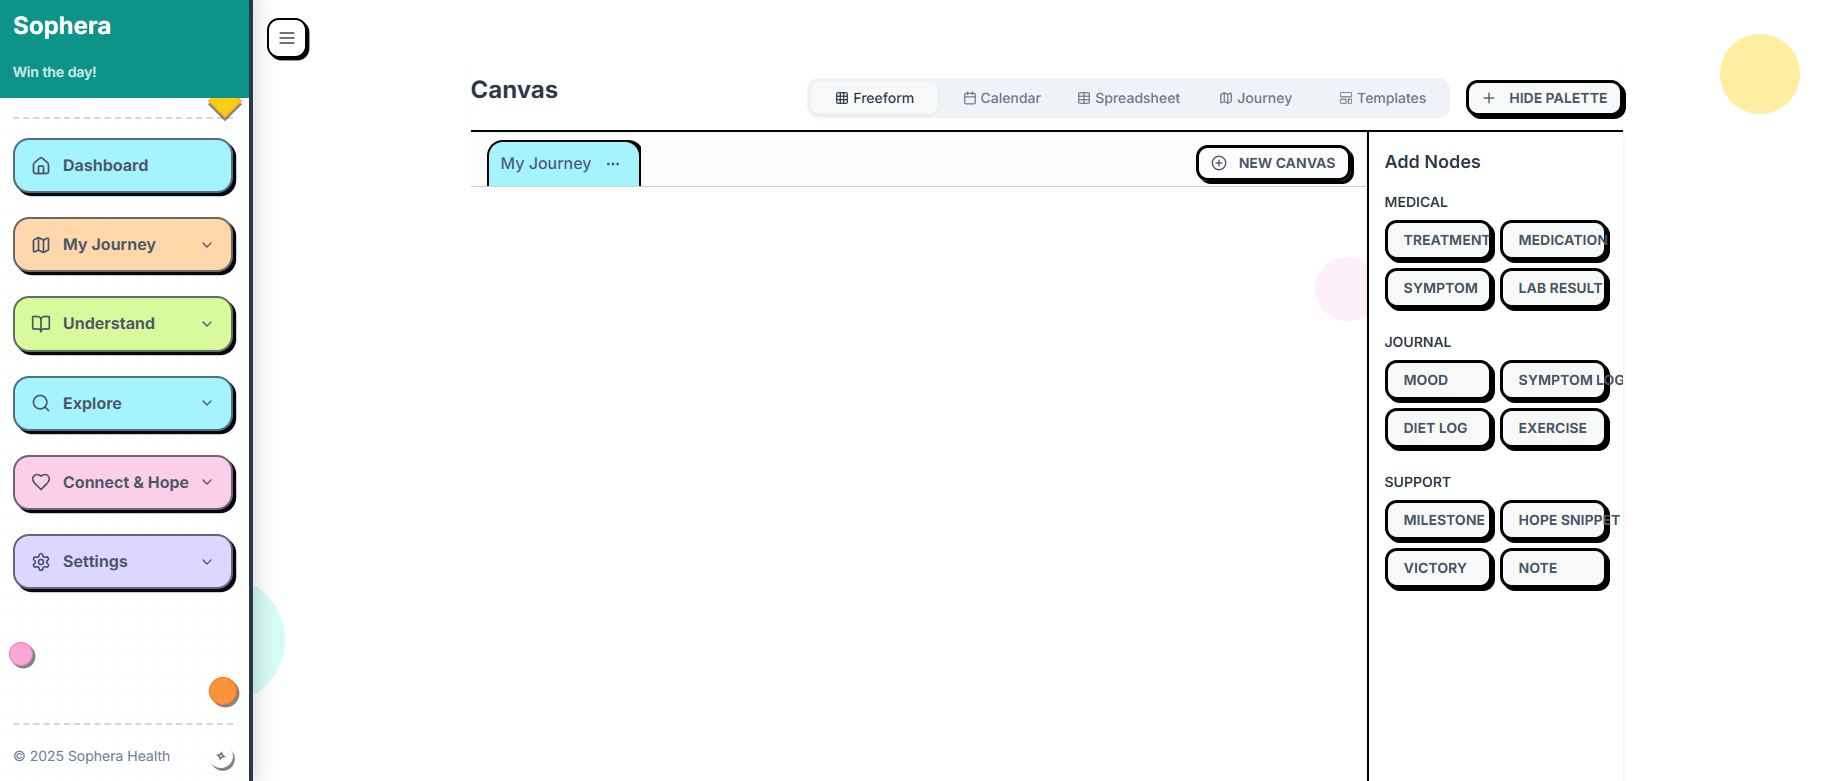 Sophera
Win the day!
Dashboard
My Journey
Understand
Explore
Connect & Hope
Settings
© 2025 Sophera Health
Canvas
Freeform
Calendar
Spreadsheet
Journey
Templates
HIDE PALETTE
My Journey ...
NEW CANVAS
Add Nodes
MEDICAL
TREATMENT MEDICATION
SYMPTOM LAB RESULT
JOURNAL
MOOD SYMPTOM LOG
DIET LOG EXERCISE
SUPPORT
MILESTONE HOPE SNIPPET
VICTORY NOTE